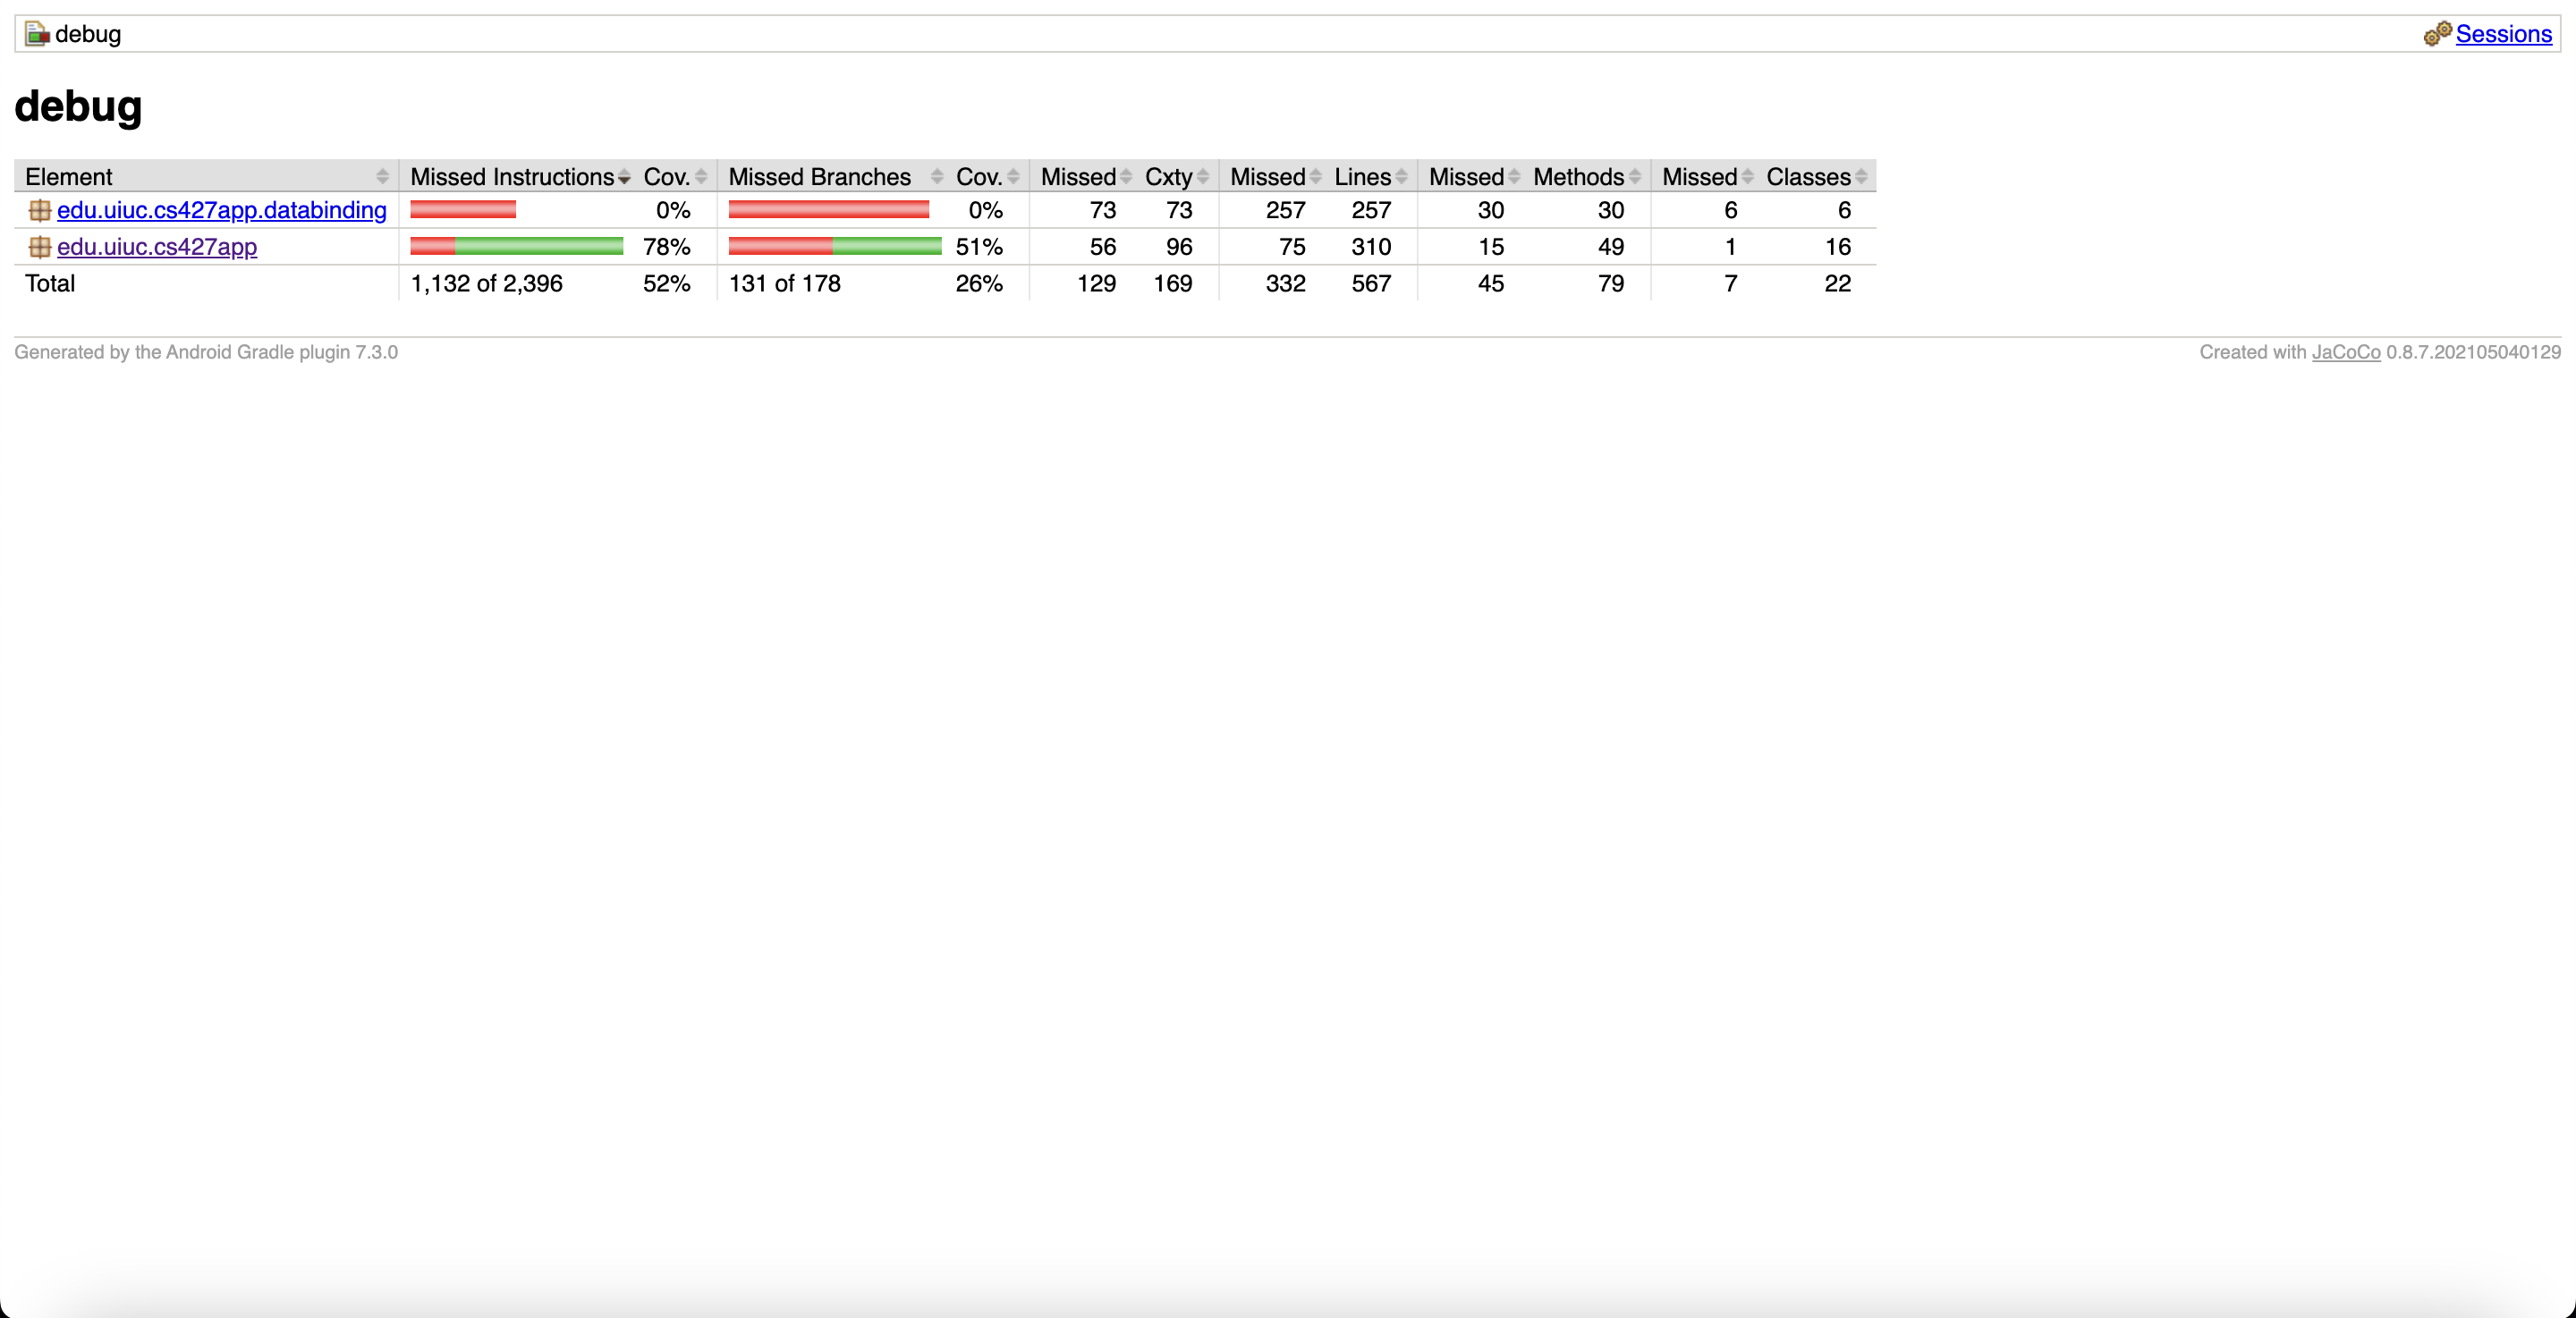 debug Sessions
debug
Element Missed Instructions Cov. Missed Branches Cov. Missed Cxty Missed Lines Missed Methods Missed Classes
edu.uiuc.cs427app.databinding 0% 0% 73 73 257 257 30 30 6 6
edu.uiuc.cs427app 78% 51% 56 96 75 310 15 49 1 16
Total 1,132 of 2,396 52% 131 of 178 26% 129 169 332 567 45 79 7 22
Generated by the Android Gradle plugin 7.3.0 Created with JaCoCo 0.8.7.202105040129